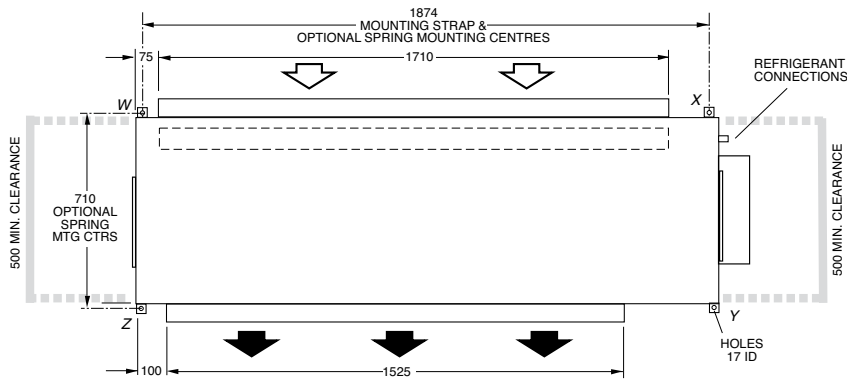 1874
MOUNTING STRAP &
OPTIONAL SPRING MOUNTING CENTRES
75
1710
REFRIGERANT
CONNECTIONS
W
X
500 MIN. CLEARANCE
710
OPTIONAL
SPRING
MTG CTRS
500 MIN. CLEARANCE
Z
Y
HOLES
17 ID
100
1525